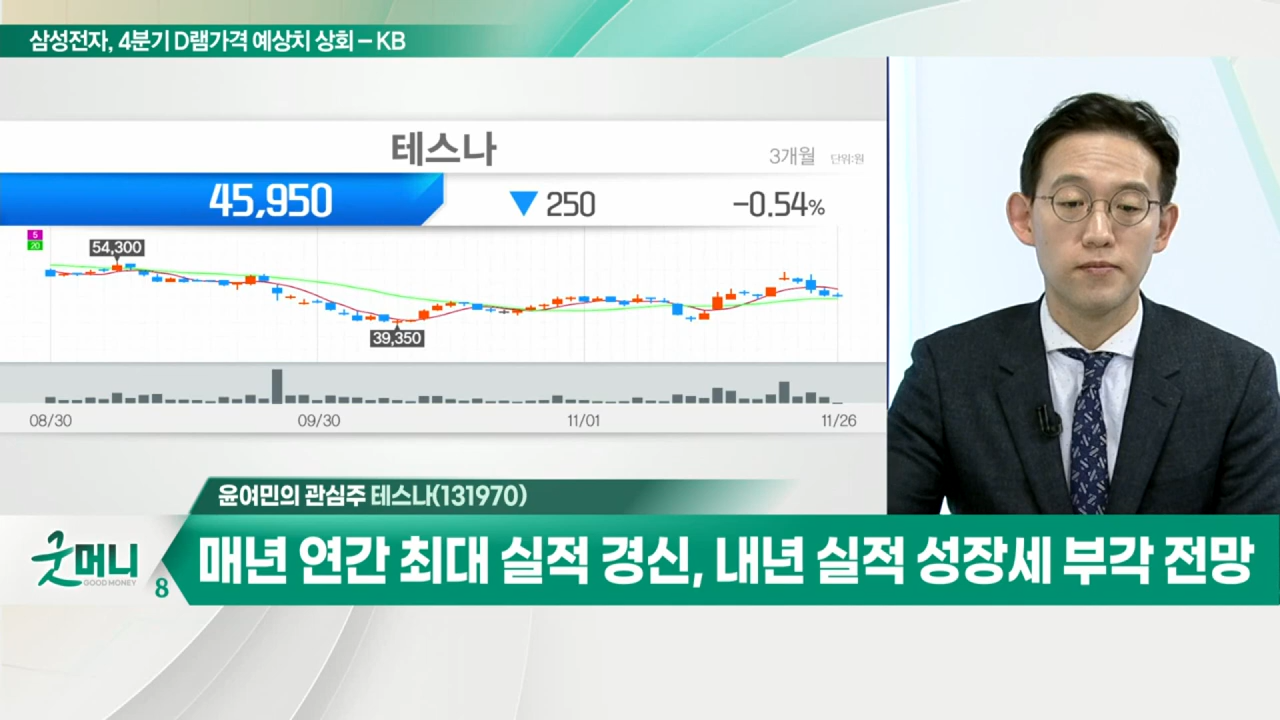 삼성전자, 4분기 D램가격 예상치 상회 – KB
테스나
3개월 단위:원
45,950 ▼ 250 -0.54%
5
20
54,300
39,350
08/30 09/30 11/01 11/26
윤여민의 관심주 테스나(131970)
굿머니
GOOD MONEY
8
매년 연간 최대 실적 경신, 내년 실적 성장세 부각 전망